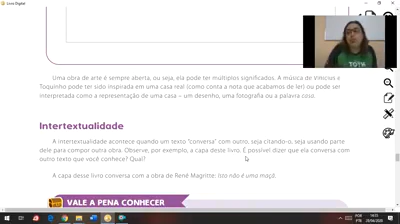 Livro Digital
Uma obra de arte é sempre aberta, ou seja, ela pode ter múltiplos significados. A música de Vinicius e
Toquinho pode ter sido inspirada em uma casa real (como conta a nota que acabamos de ler) ou pode ser
interpretada como a representação de uma casa – um desenho, uma fotografia ou a palavra casa.
Intertextualidade
A intertextualidade acontece quando um texto "conversa" com outro, seja citando-o, seja usando parte
dele para compor outra obra. Observe, por exemplo, a capa deste livro. É possível dizer que ela conversa com
outro texto que você conhece? Qual?
A capa desse livro conversa com a obra de René Magritte: Isto não é uma maçã.
VALE A PENA CONHECER
POR
PTB